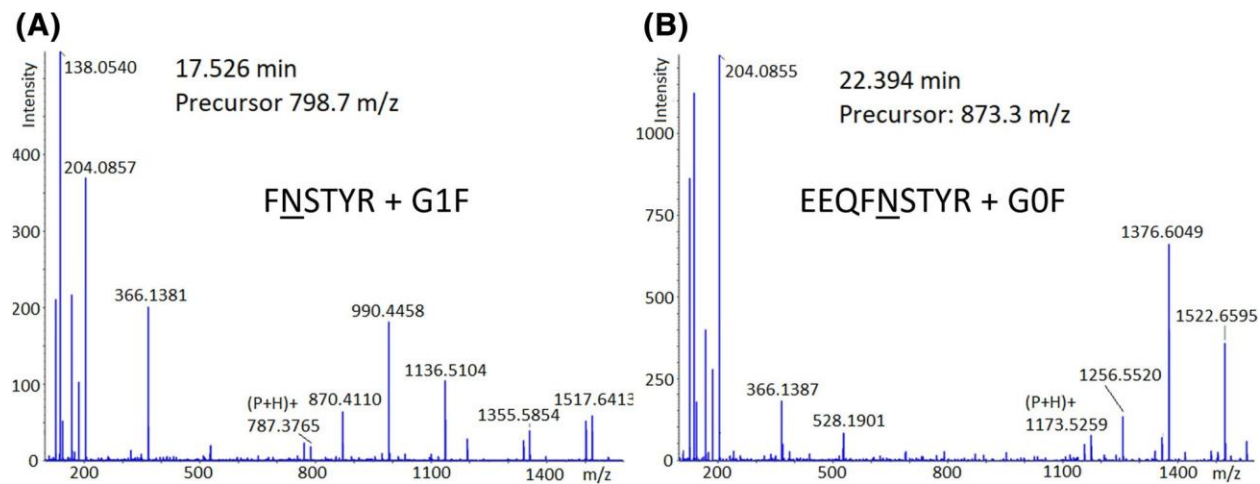 (A)
138.0540
17.526 min
Precursor 798.7 m/z
Intensity
400
204.0857
FNSTYR + G1F
300
366.1381
200
990.4458
1136.5104
100
(P+H)+
787.3765
870.4110
1355.5854
1517.6413
0
200
500
800
1100
1400
m/z
(B)
204.0855
22.394 min
Precursor: 873.3 m/z
Intensity
1000
EEQFNSTYR + G0F
750
1376.6049
500
1522.6595
250
366.1387
528.1901
1256.5520
(P+H)+
1173.5259
0
200
500
800
1100
1400
m/z